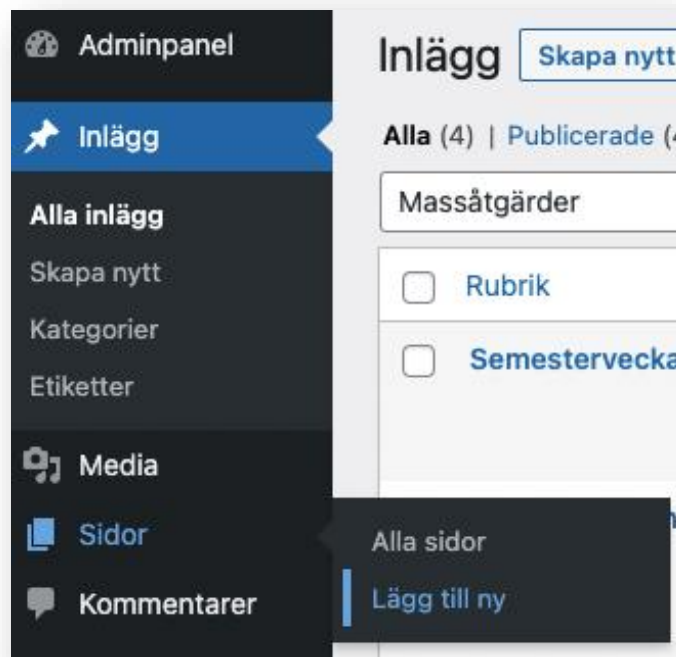 Adminpanel
Inlägg
Alla inlägg
Skapa nytt
Kategorier
Etiketter
Media
Sidor
Kommentarer
Alla sidor
Lägg till ny
Inlägg Skapa nytt
Alla (4) | Publicerade (
Massåtgärder
Rubrik